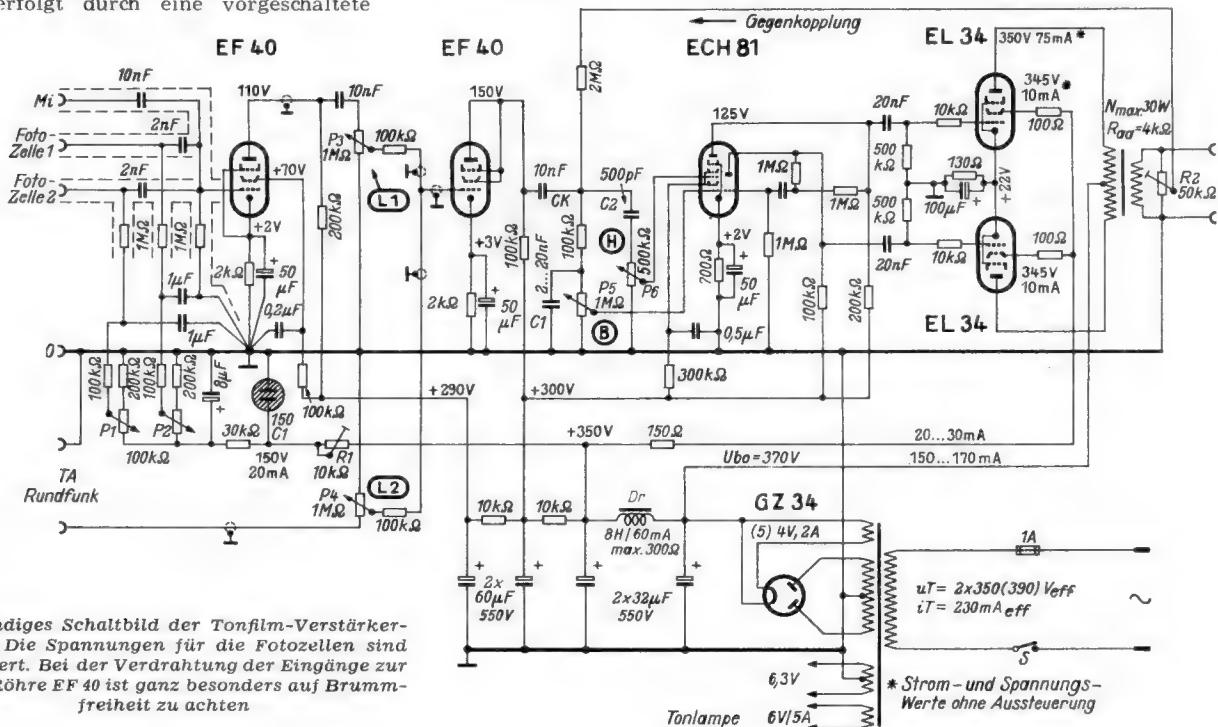 erfolgt durch eine vorgeschaltete
Gegenkopplung
EF 40
EF 40
ECH 81
EL 34
350V 75mA *
10nF
Mi
2nF
Foto-
Zelle 1
2nF
Foto-
Zelle 2
1MΩ
1MΩ
110V
+70V
+2V
2kΩ
50
μF
1μF
0,2μF
1μF
10nF
P3
1MΩ
100kΩ
L1
200kΩ
150V
+3V
2kΩ
50
μF
100kΩ
2MΩ
10nF
CK
500pF
C2
100kΩ
H
2...20nF
C1
P5
1MΩ
B
500kΩ
P6
125V
+2V
700Ω
50
μF
0,5μF
1MΩ
1MΩ
1MΩ
100kΩ
200kΩ
20nF
20nF
10kΩ
500
kΩ
500
kΩ
130Ω
100μF
+22V
10kΩ
345V *
10mA
100Ω
100Ω
345V
10mA
EL 34
Nmax=30W
Raa=4kΩ
R2
50kΩ
0
100kΩ
200kΩ
100kΩ
200kΩ
8μF
P1
P2
100kΩ
30kΩ
150
C1
150V
20mA
100kΩ
R1
10kΩ
+290V
+300V
300kΩ
+350V
750Ω
20...30mA
Ubo=370V
150...170mA
TA
Rundfunk
P4
1MΩ
L2
100kΩ
10kΩ
10kΩ
Dr
8H/60mA
max.300Ω
GZ 34
(5) 4V, 2A
2x
60μF
550V
2x32μF
550V
1A
uT = 2x350(390) Veff
iT = 230mAeff
~
S
6,3V
Tonlampe 6V/5A
* Strom- und Spannungs-
Werte ohne Aussteuerung
ndiges Schaltbild der Tonfilm-Verstärker-
Die Spannungen für die Fotozellen sind
ert. Bei der Verdrahtung der Eingänge zur
Röhre EF 40 ist ganz besonders auf Brumm-
freiheit zu achten